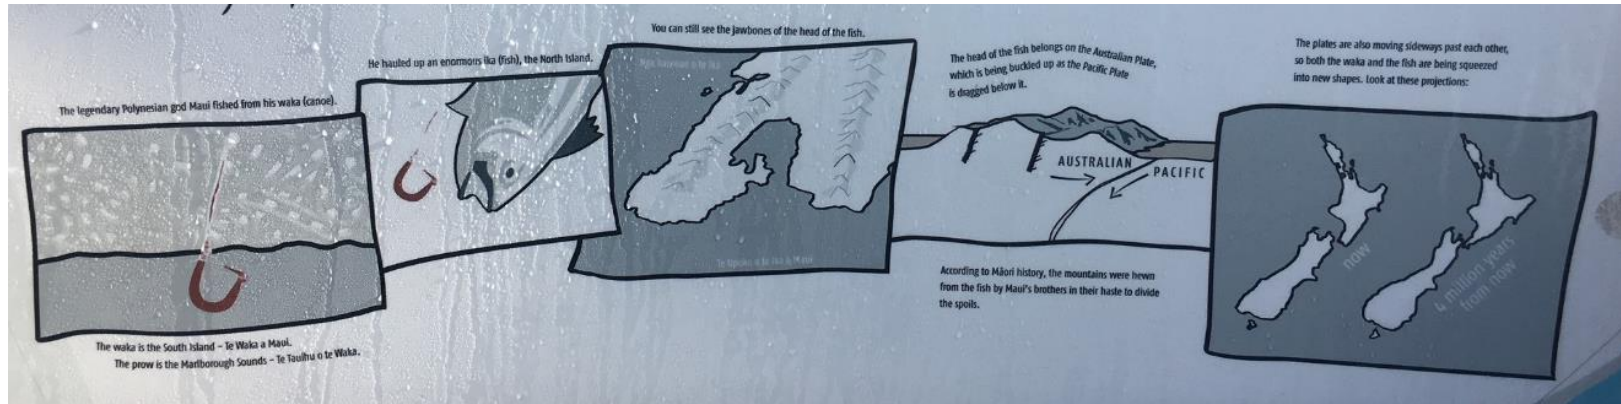 The legendary Polynesian god Maui fished from his waka (canoe).
The waka is the South Island – Te Waka a Maui.
The prow is the Marlborough Sounds – Te Tauihu o te Waka.
He hauled up an enormous ika (fish), the North Island.
You can still see the jawbones of the head of the fish.
The head of the fish belongs on the Australian Plate,
which is being buckled up as the Pacific Plate
is dragged below it.
AUSTRALIAN
PACIFIC
According to Māori history, the mountains were hewn
from the fish by Maui's brothers in their haste to divide
the spoils.
The plates are also moving sideways past each other,
so both the waka and the fish are being squeezed
into new shapes. Look at these projections:
now
4 million years
from now